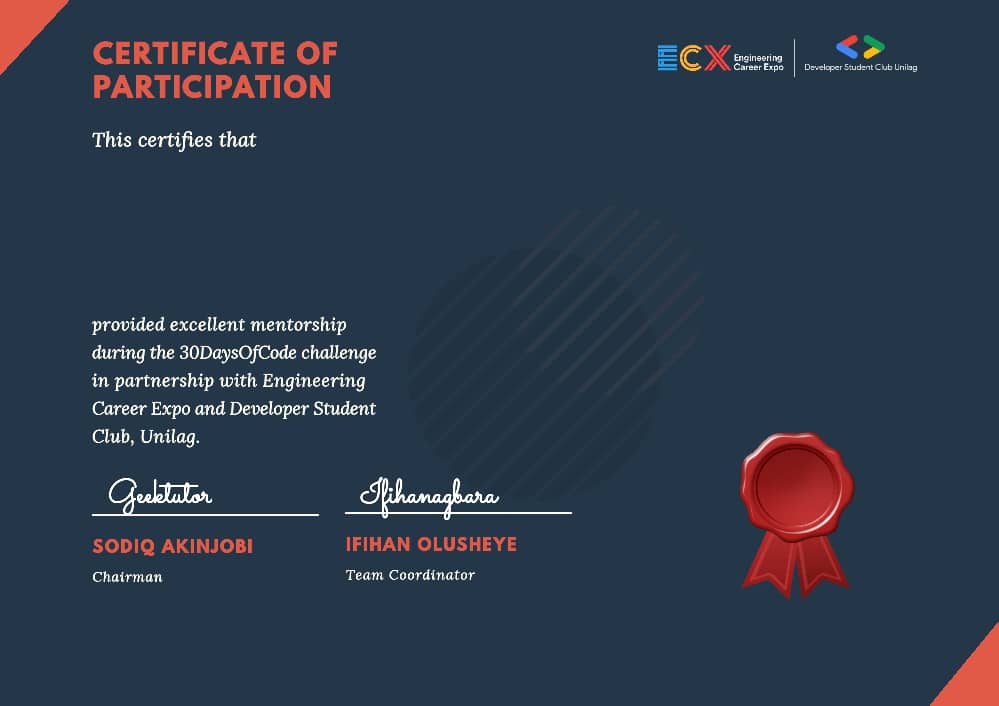 CERTIFICATE OF
PARTICIPATION
ECX Engineering
Career Expo
Developer Student Club Unilag
This certifies that
provided excellent mentorship
during the 30DaysOfCode challenge
in partnership with Engineering
Career Expo and Developer Student
Club, Unilag.
Geektutor
Ifihanagbara
SODIQ AKINJOBI
IFIHAN OLUSHEYE
Chairman
Team Coordinator